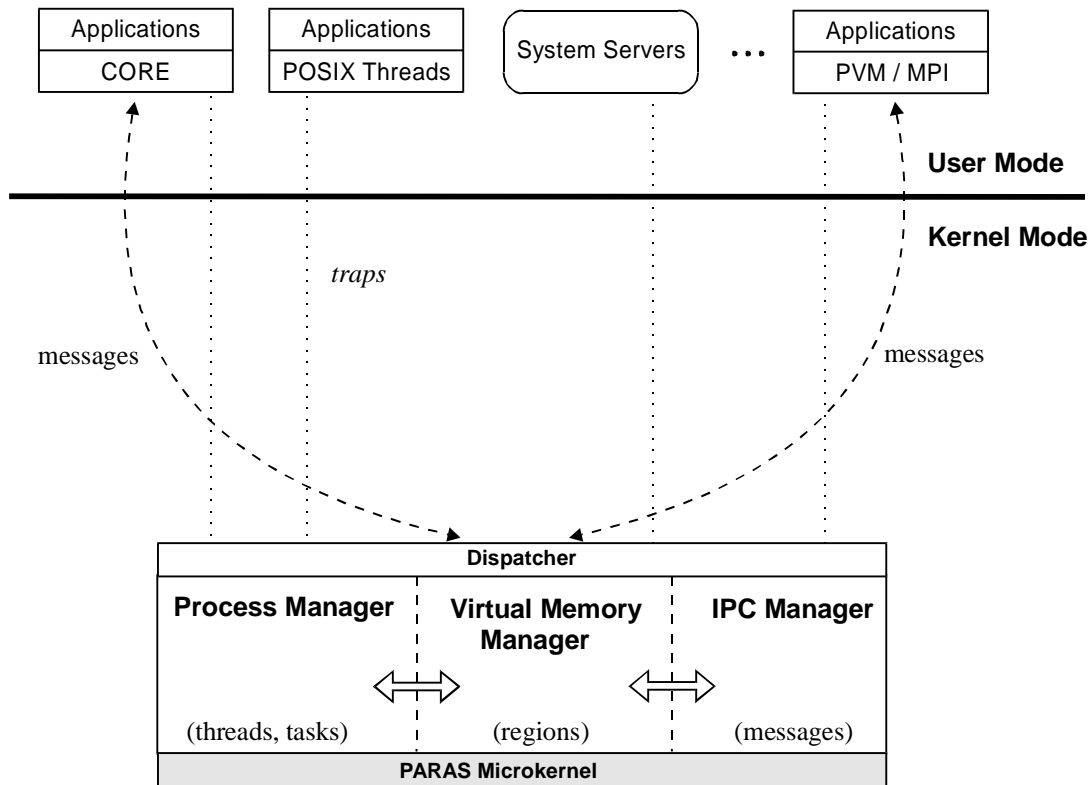 Applications
CORE
Applications
POSIX Threads
System Servers
...
Applications
PVM / MPI
User Mode
Kernel Mode
traps
messages
messages
Dispatcher
Process Manager
Virtual Memory
Manager
IPC Manager
(threads, tasks)
(regions)
(messages)
PARAS Microkernel